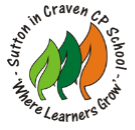 Sutton in Craven CP School
- 'Where Learners Grow' -